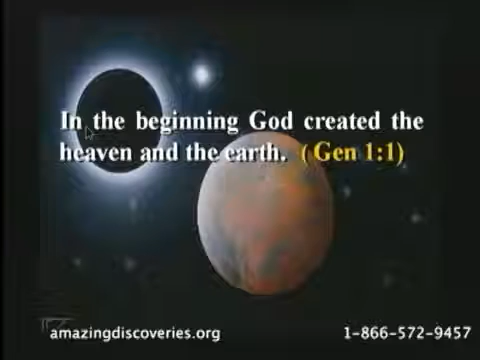 In the beginning God created the
heaven and the earth. (Gen 1:1)
amazingdiscoveries.org 1-866-572-9457